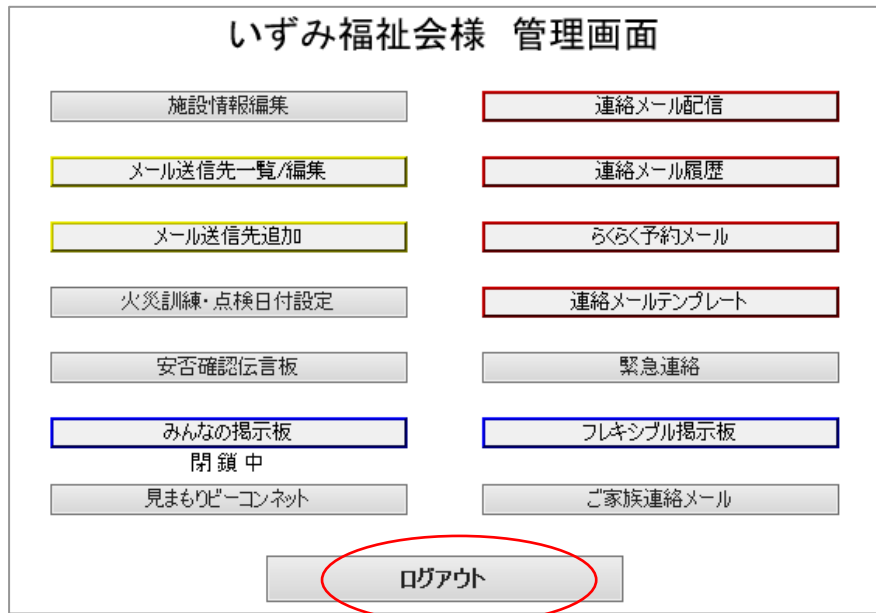 いずみ福祉会様 管理画面
施設情報編集
連絡メール配信
メール送信先一覧/編集
連絡メール履歴
メール送信先追加
らくらく予約メール
火災訓練・点検日付設定
連絡メールテンプレート
安否確認伝言板
緊急連絡
みんなの掲示板
フレキシブル掲示板
閉鎖中
見まもりビーコンネット
ご家族連絡メール
ログアウト